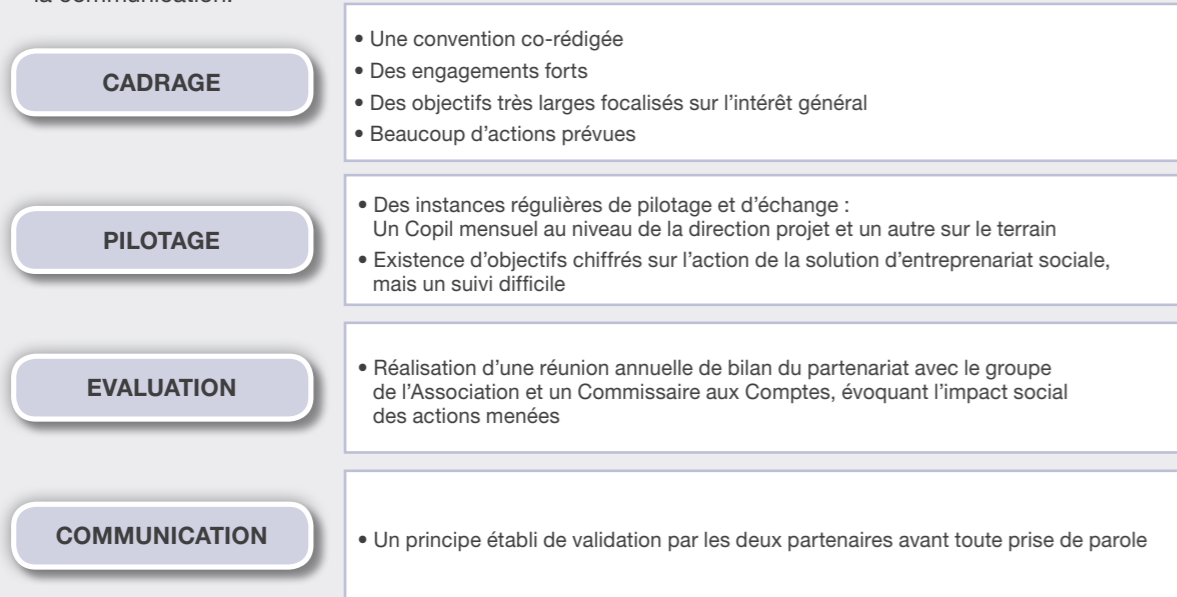 la communication.
CADRAGE
• Une convention co-rédigée
• Des engagements forts
• Des objectifs très larges focalisés sur l'intérêt général
• Beaucoup d'actions prévues
PILOTAGE
• Des instances régulières de pilotage et d'échange :
Un Copil mensuel au niveau de la direction projet et un autre sur le terrain
• Existence d'objectifs chiffrés sur l'action de la solution d'entreprenariat sociale,
mais un suivi difficile
EVALUATION
• Réalisation d'une réunion annuelle de bilan du partenariat avec le groupe
de l'Association et un Commissaire aux Comptes, évoquant l'impact social
des actions menées
COMMUNICATION
• Un principe établi de validation par les deux partenaires avant toute prise de parole